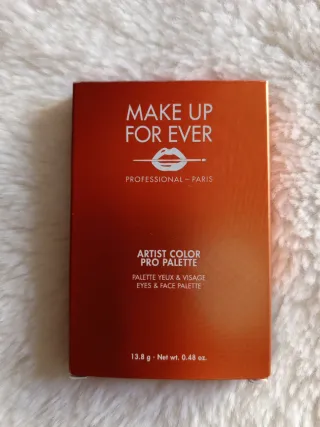 MAKE UP
FOR EVER
PROFESSIONAL – PARIS
ARTIST COLOR
PRO PALETTE
PALETTE YEUX & VISAGE
EYES & FACE PALETTE
13.8 g · Net wt. 0.48 oz.